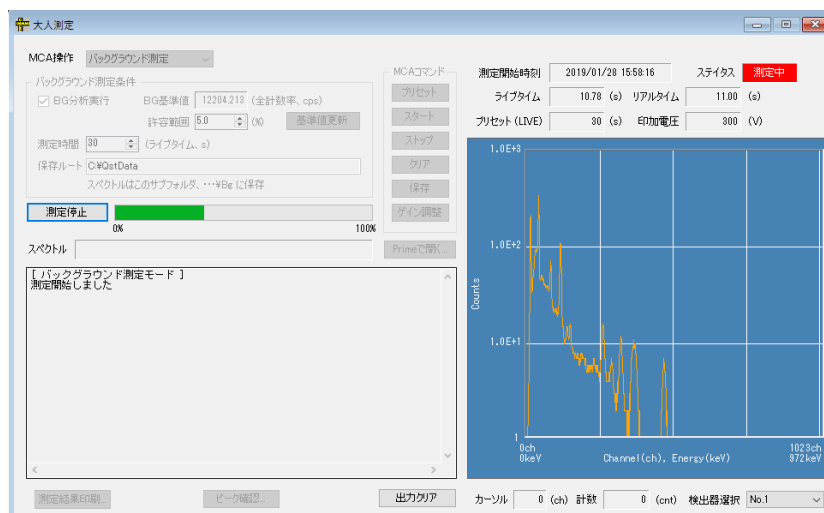 大人測定
MCA操作 バックグラウンド測定
バックグラウンド測定条件
BG分析実行 BG基準値 12204.213 (全計数率、cps)
許容範囲 5.0 (%) 基準値更新
測定時間 30 (ライブタイム、s)
保存ルート C:¥QstData
スペクトルはこのサブフォルダ、・・・¥Bg に保存
測定停止
0% 100%
スペクトル
MCAコマンド
プリセット
スタート
ストップ
クリア
保存
ゲイン調整
Primeで開く...
[ バックグラウンド測定モード ]
測定開始しました
測定結果印刷... ピーク確認... 出力クリア
測定開始時刻 2019/01/28 15:58:16 ステイタス 測定中
ライブタイム 10.78 (s) リアルタイム 11.00 (s)
プリセット(LIVE) 30 (s) 印加電圧 300 (V)
1.0E+3
1.0E+2
Counts
1.0E+1
1
0ch 1023ch
0keV Channel(ch), Energy(keV) 972keV
カーソル 0 (ch) 計数 0 (cnt) 検出器選択 No.1